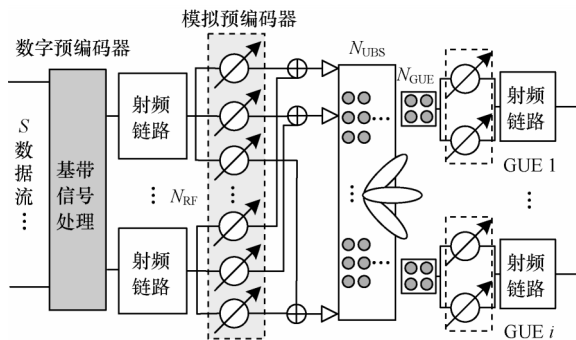 模拟预编码器
数字预编码器
S
数
据
流
⋮
基带
信号
处理
射频
链路
⋮
N_RF
⋮
射频
链路
N_UBS
⋯
⋮
⋯
N_GUE
射频
链路
GUE 1
⋮
射频
链路
GUE i